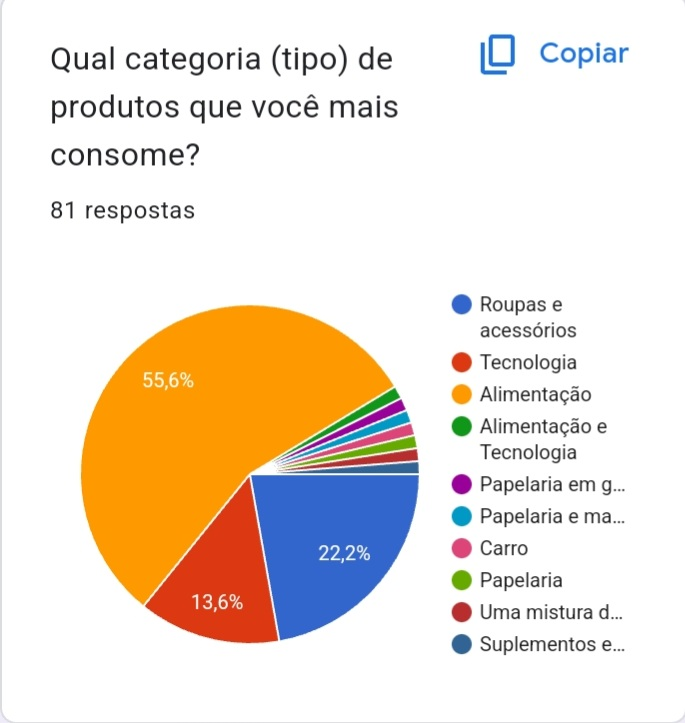 Qual categoria (tipo) de
produtos que você mais
consome?
Copiar
81 respostas
55,6%
13,6%
22,2%
Roupas e
acessórios
Tecnologia
Alimentação
Alimentação e
Tecnologia
Papelaria em g...
Papelaria e ma...
Carro
Papelaria
Uma mistura d...
Suplementos e...